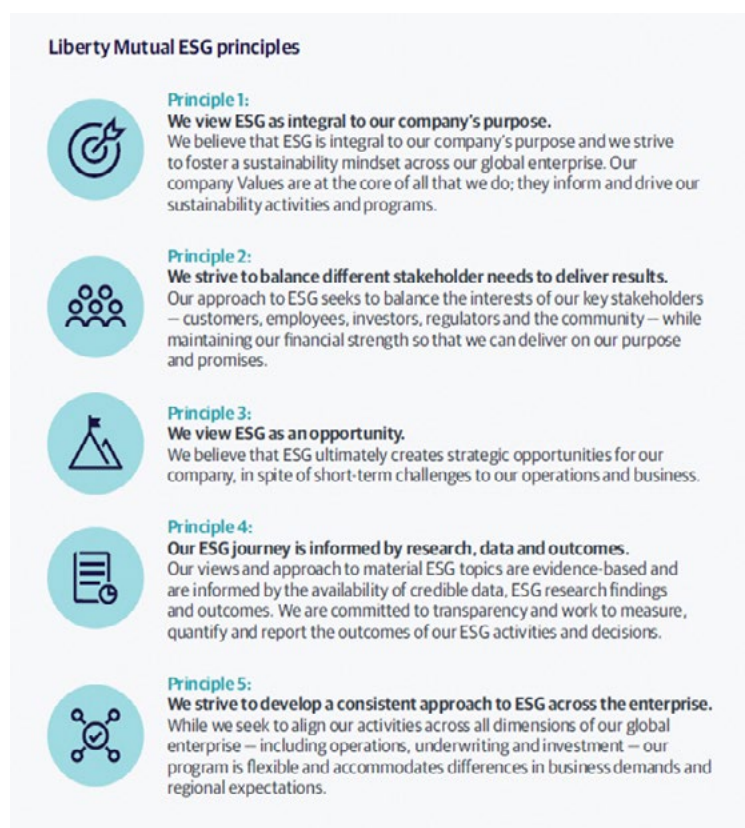 Liberty Mutual ESG principles
Principle 1:
We view ESG as integral to our company's purpose.
We believe that ESG is integral to our company's purpose and we strive
to foster a sustainability mindset across our global enterprise. Our
company Values are at the core of all that we do; they inform and drive our
sustainability activities and programs.
Principle 2:
We strive to balance different stakeholder needs to deliver results.
Our approach to ESG seeks to balance the interests of our key stakeholders
— customers, employees, investors, regulators and the community — while
maintaining our financial strength so that we can deliver on our purpose
and promises.
Principle 3:
We view ESG as an opportunity.
We believe that ESG ultimately creates strategic opportunities for our
company, in spite of short-term challenges to our operations and business.
Principle 4:
Our ESG journey is informed by research, data and outcomes.
Our views and approach to material ESG topics are evidence-based and
are informed by the availability of credible data, ESG research findings
and outcomes. We are committed to transparency and work to measure,
quantify and report the outcomes of our ESG activities and decisions.
Principle 5:
We strive to develop a consistent approach to ESG across the enterprise.
While we seek to align our activities across all dimensions of our global
enterprise — including operations, underwriting and investment — our
program is flexible and accommodates differences in business demands and
regional expectations.